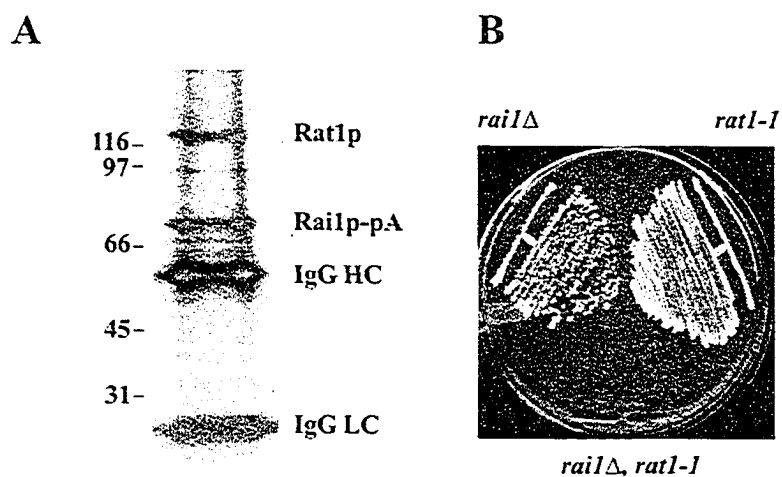 A
116–
97–
66–
45–
31–
Rat1p
Rai1p-pA
IgG HC
IgG LC
B
rai1Δ
rat1-1
rai1Δ, rat1-1